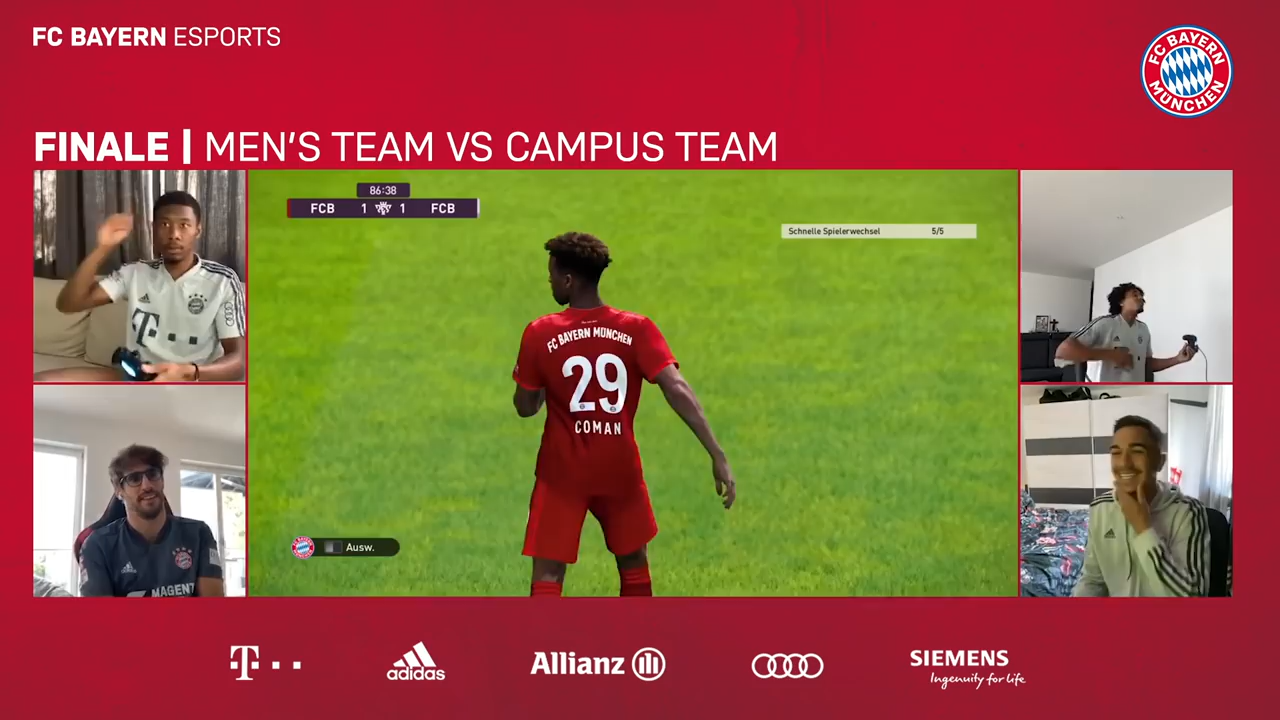 FC BAYERN ESPORTS
FC BAYERN
MÜNCHEN
FINALE | MEN'S TEAM VS CAMPUS TEAM
86:38
FCB 1 1 FCB
Schnelle Spielerwechsel 5/5
FC BAYERN MÜNCHEN
29
COMAN
Ausw.
T
MAGENT
T
adidas
Allianz
SIEMENS
Ingenuity for life